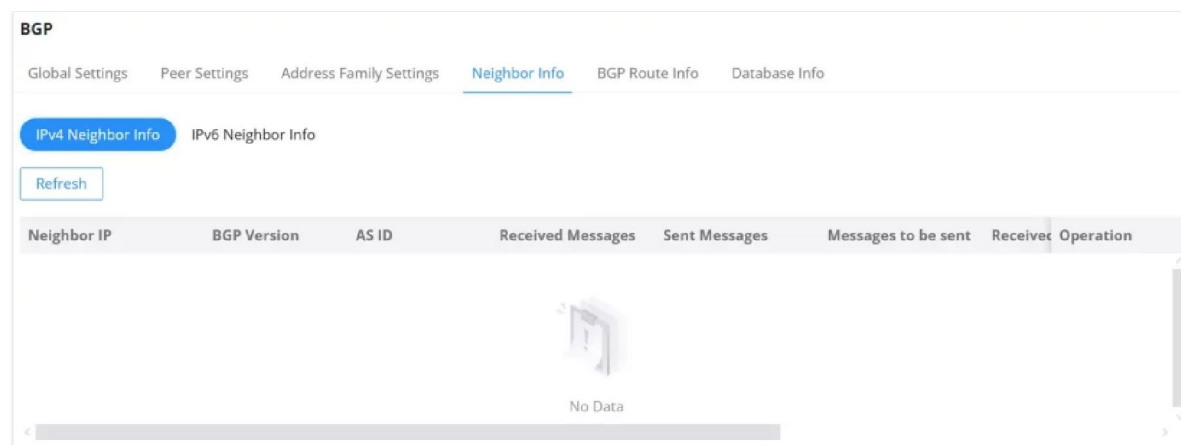 BGP
Global Settings Peer Settings Address Family Settings Neighbor Info BGP Route Info Database Info
IPv4 Neighbor Info IPv6 Neighbor Info
Refresh
Neighbor IP BGP Version AS ID Received Messages Sent Messages Messages to be sent Received Operation
No Data